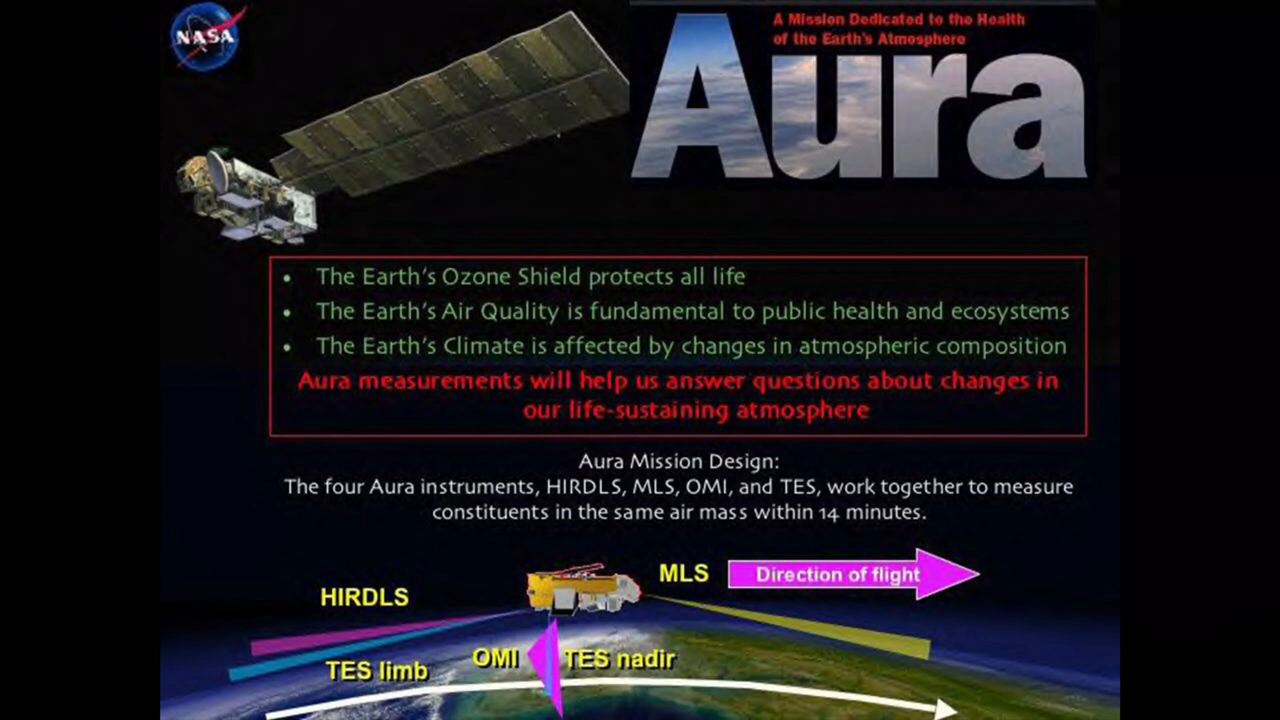 NASA
A Mission Dedicated to the Health
of the Earth's Atmosphere
Aura
• The Earth's Ozone Shield protects all life
• The Earth's Air Quality is fundamental to public health and ecosystems
• The Earth's Climate is affected by changes in atmospheric composition
Aura measurements will help us answer questions about changes in
our life-sustaining atmosphere
Aura Mission Design:
The four Aura instruments, HIRDLS, MLS, OMI, and TES, work together to measure
constituents in the same air mass within 14 minutes.
MLS
Direction of flight
HIRDLS
TES limb
OMI
TES nadir